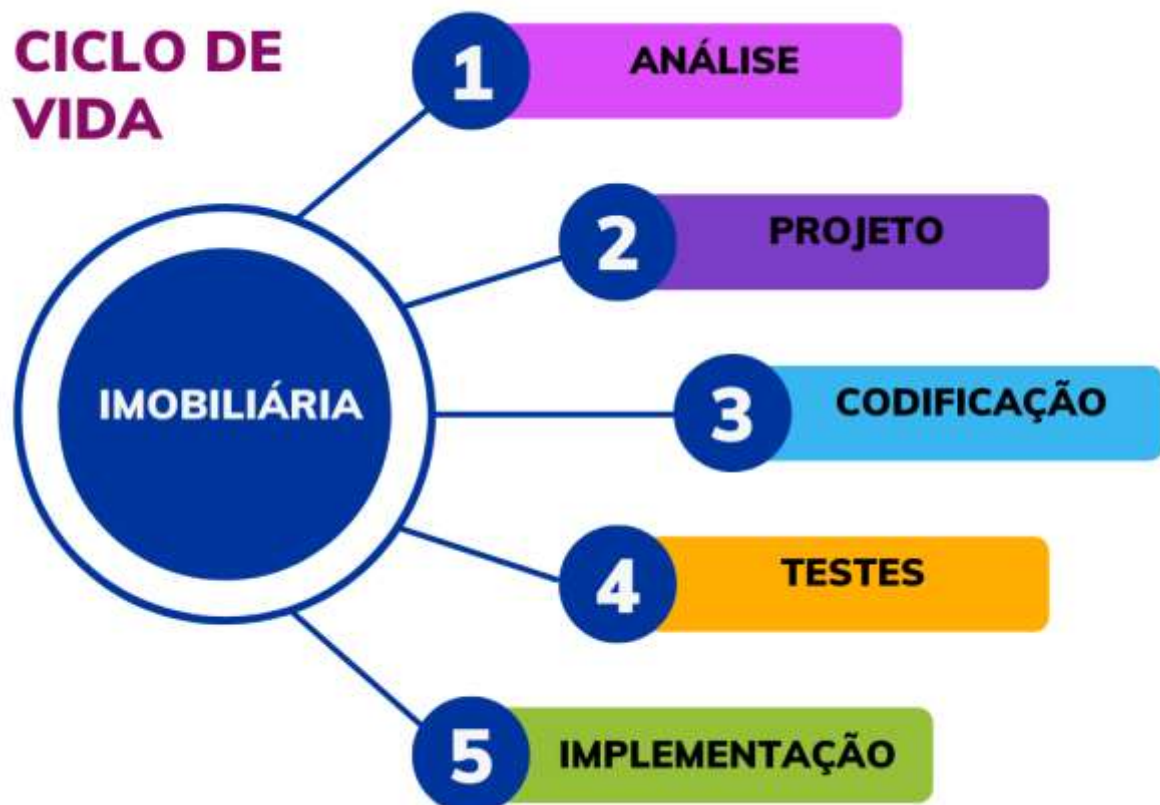 CICLO DE
VIDA
IMOBILIÁRIA
1
ANÁLISE
2
PROJETO
3
CODIFICAÇÃO
4
TESTES
5
IMPLEMENTAÇÃO